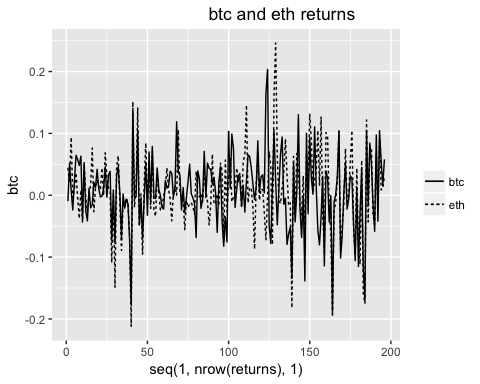 btc and eth returns
0.2
0.1
0.0
-0.1
-0.2
btc
0
50
100
150
200
seq(1, nrow(returns), 1)
btc
eth